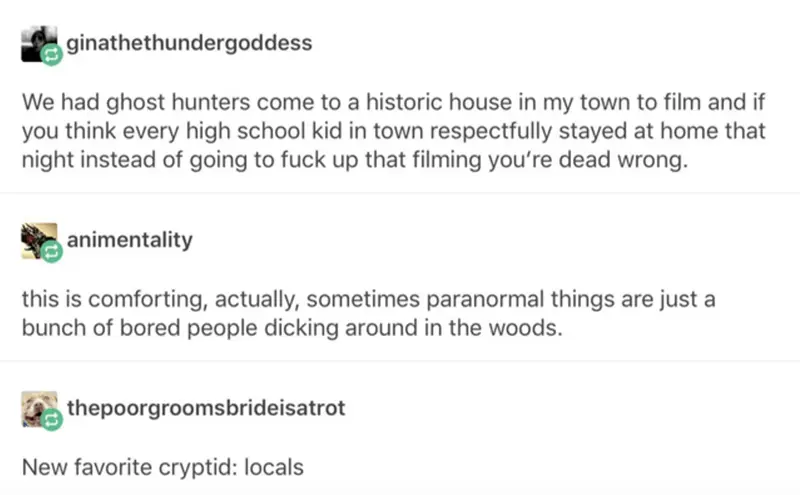 ginathethundergoddess
We had ghost hunters come to a historic house in my town to film and if
you think every high school kid in town respectfully stayed at home that
night instead of going to fuck up that filming you’re dead wrong.
animentality
this is comforting, actually, sometimes paranormal things are just a
bunch of bored people dicking around in the woods.
thepoorgroomsbrideisatrot
New favorite cryptid: locals